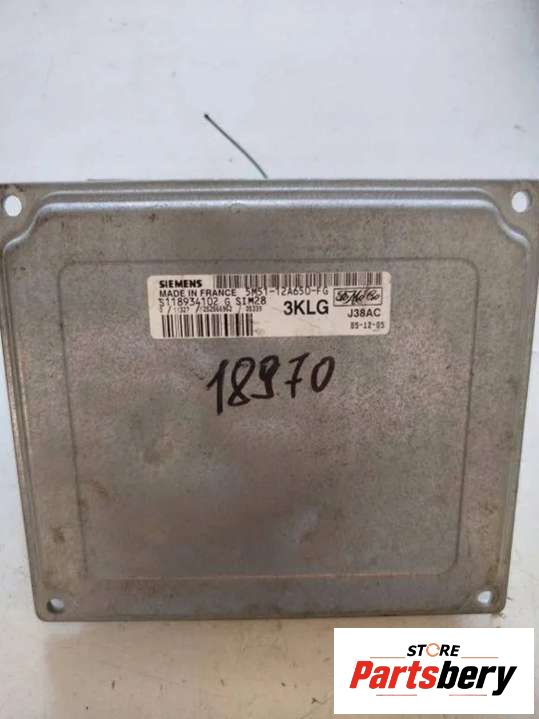 SIEMENS
MADE IN FRANCE 5M51-12A650-FG
S118934102 G SIM28
3KLG
J38AC
05-12-05
18970
STORE
Partsbery